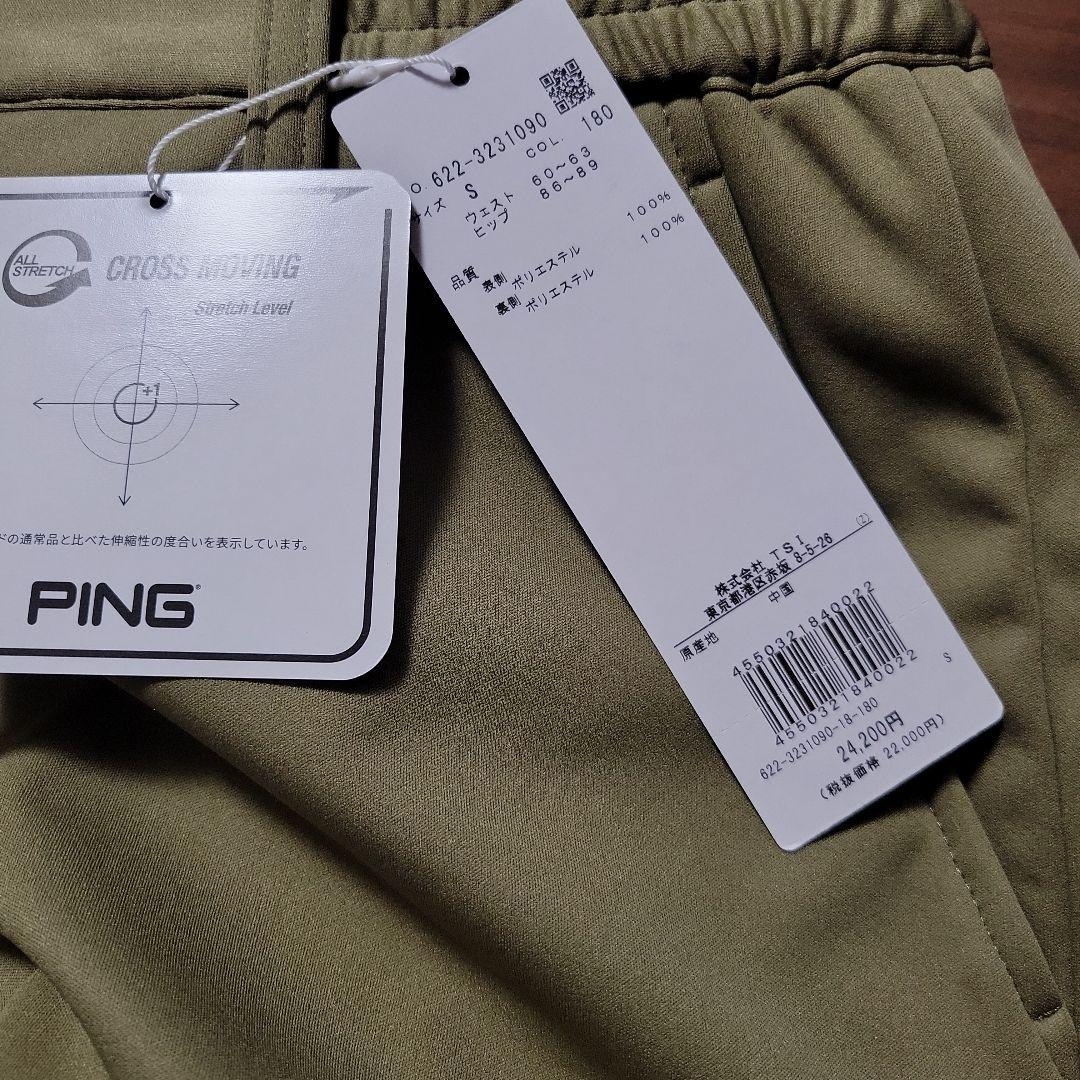 ALL
STRETCH
CROSS MOVING
Stretch Level
+1
ドの通常品と比べた伸縮性の度合いを表示しています。
PING
O. 622-3231090
COL. 180
イズ S
ウェスト 60〜63
ヒップ 86〜89
品質 表側 ポリエステル 100%
裏側 ポリエステル 100%
(2)
株式会社 TSI
東京都港区赤坂 8-5-26
原産地 中国
4550321840022
4550321840022
S
622-3231090-18-180
24,200円
(税抜価格 22,000円)